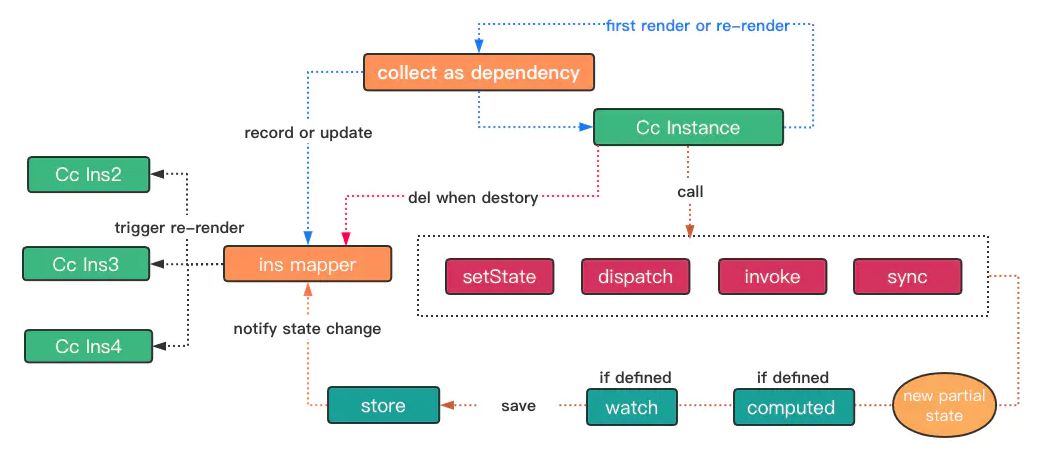 first render or re-render
collect as dependency
Cc Instance
record or update
Cc Ins2
del when destory
call
trigger re-render
Cc Ins3
ins mapper
setState
dispatch
invoke
sync
notify state change
Cc Ins4
if defined
if defined
store
save
watch
computed
new partial
state